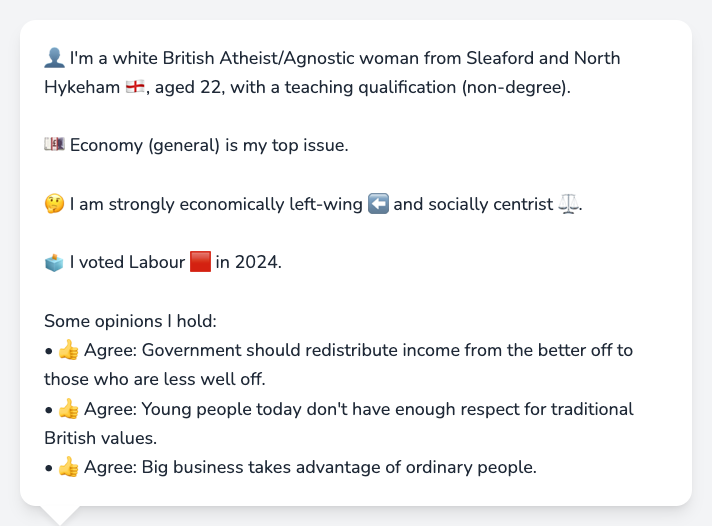 👤 I'm a white British Atheist/Agnostic woman from Sleaford and North
Hykeham 🏴󠁧󠁢󠁥󠁮󠁧󠁿, aged 22, with a teaching qualification (non-degree).
💷 Economy (general) is my top issue.
🤔 I am strongly economically left-wing ⬅️ and socially centrist ⚖️.
🗳️ I voted Labour 🟥 in 2024.
Some opinions I hold:
• 👍 Agree: Government should redistribute income from the better off to
those who are less well off.
• 👍 Agree: Young people today don't have enough respect for traditional
British values.
• 👍 Agree: Big business takes advantage of ordinary people.